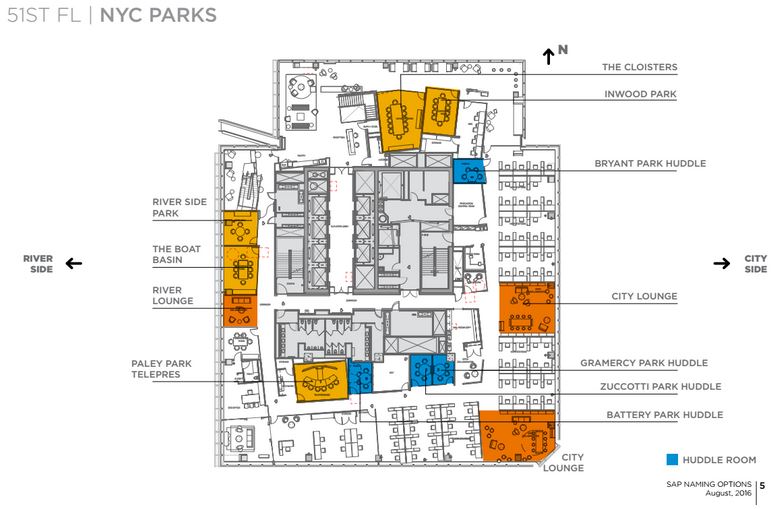 51ST FL | NYC PARKS
N
THE CLOISTERS
INWOOD PARK
BRYANT PARK HUDDLE
RIVER SIDE
PARK
THE BOAT
BASIN
RIVER
SIDE
CITY
SIDE
RIVER
LOUNGE
CITY LOUNGE
PALEY PARK
TELEPRES
GRAMERCY PARK HUDDLE
ZUCCOTTI PARK HUDDLE
BATTERY PARK HUDDLE
CITY
LOUNGE
HUDDLE ROOM
SAP NAMING OPTIONS
August, 2016
5